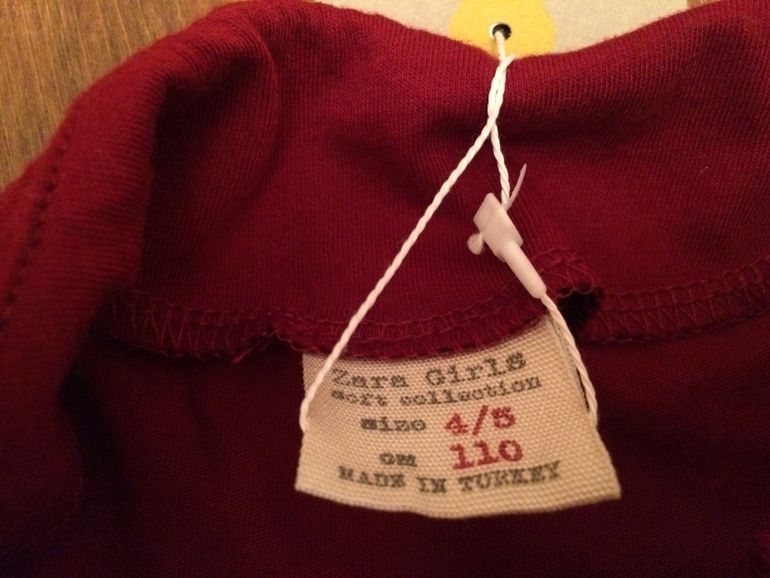 Zara Girls
soft collection
size 4/5
cm 110
MADE IN TURKEY